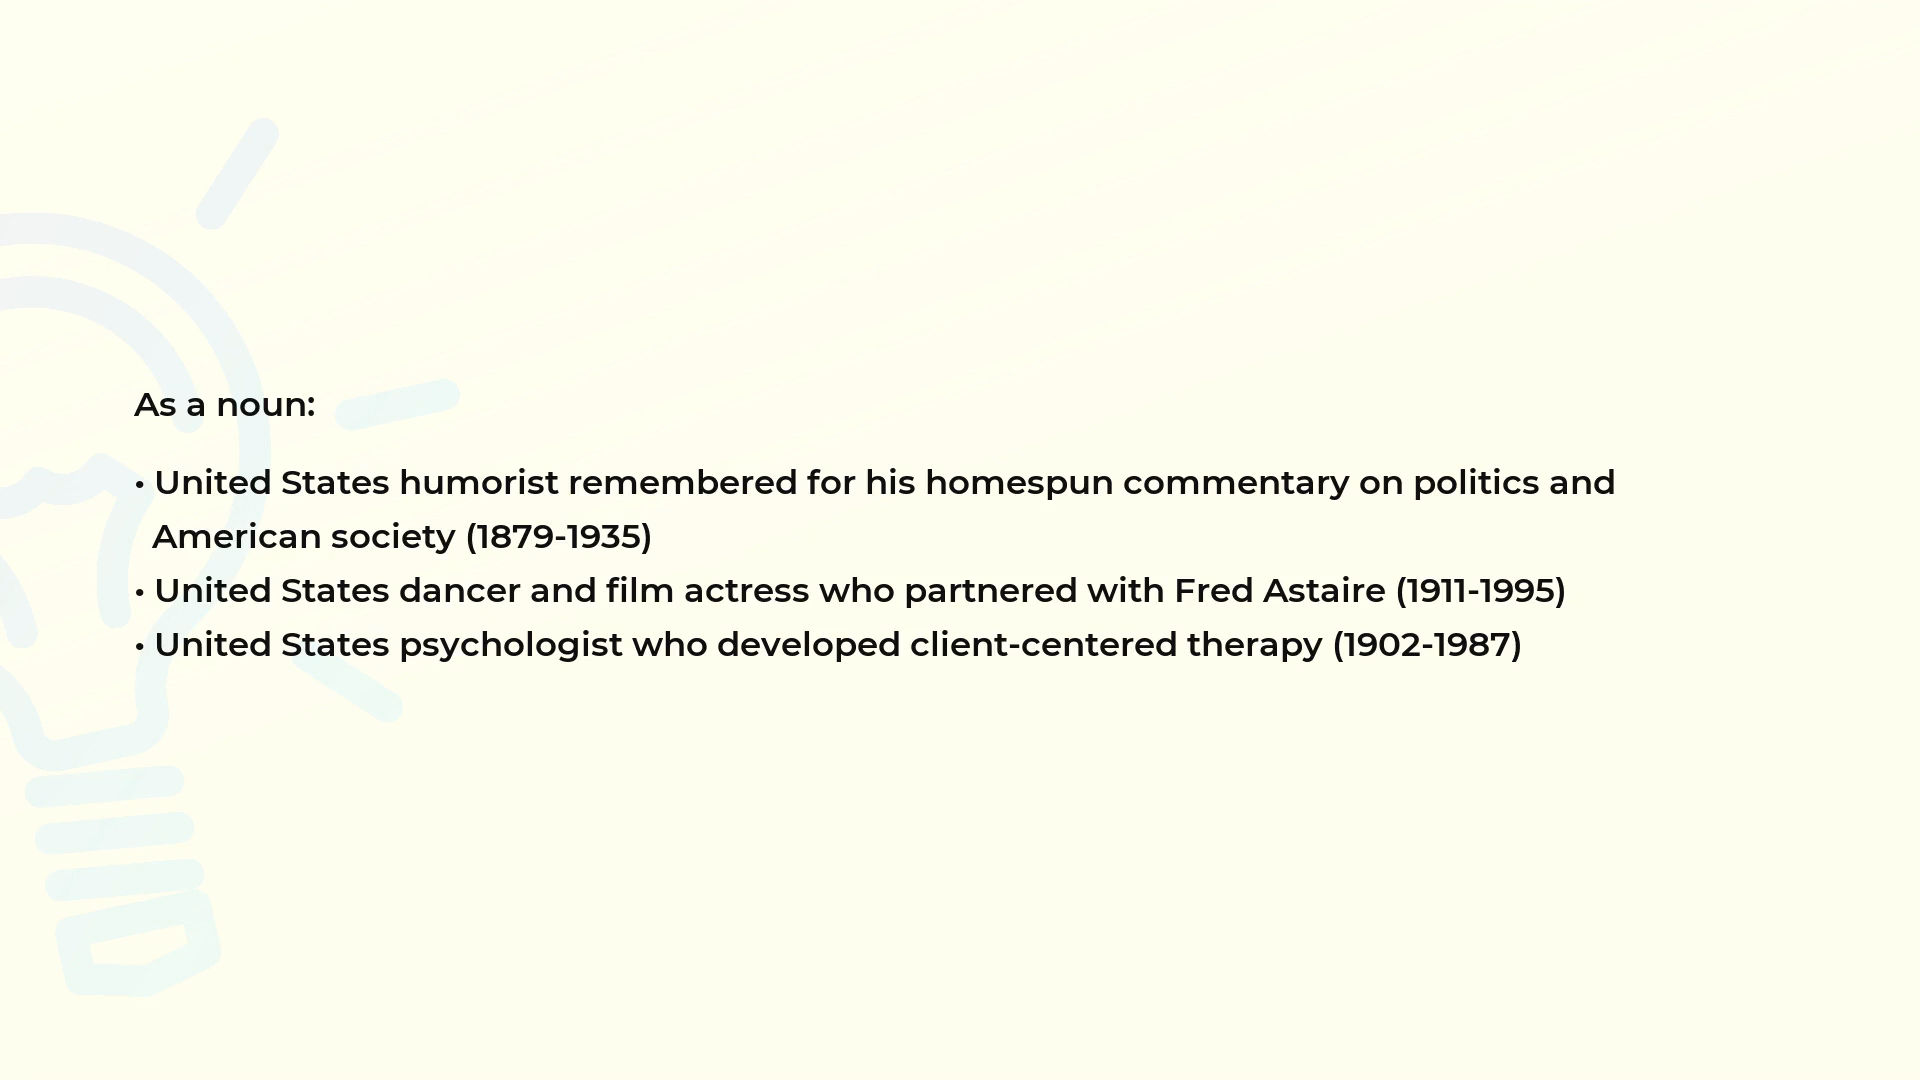 As a noun:
• United States humorist remembered for his homespun commentary on politics and
American society (1879-1935)
• United States dancer and film actress who partnered with Fred Astaire (1911-1995)
• United States psychologist who developed client-centered therapy (1902-1987)